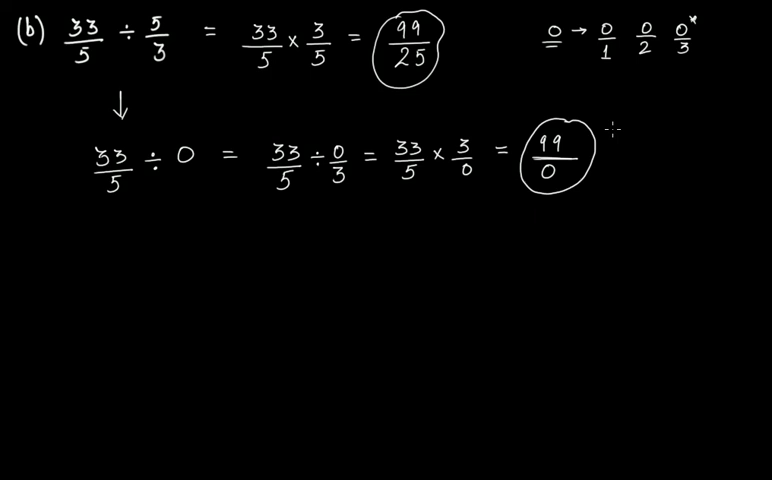 (b) 33/5 ÷ 5/3 = 33/5 × 3/5 = 99/25
0 → 0/1 0/2 0/3*
↓
33/5 ÷ 0 = 33/5 ÷ 0/3 = 33/5 × 3/0 = 99/0